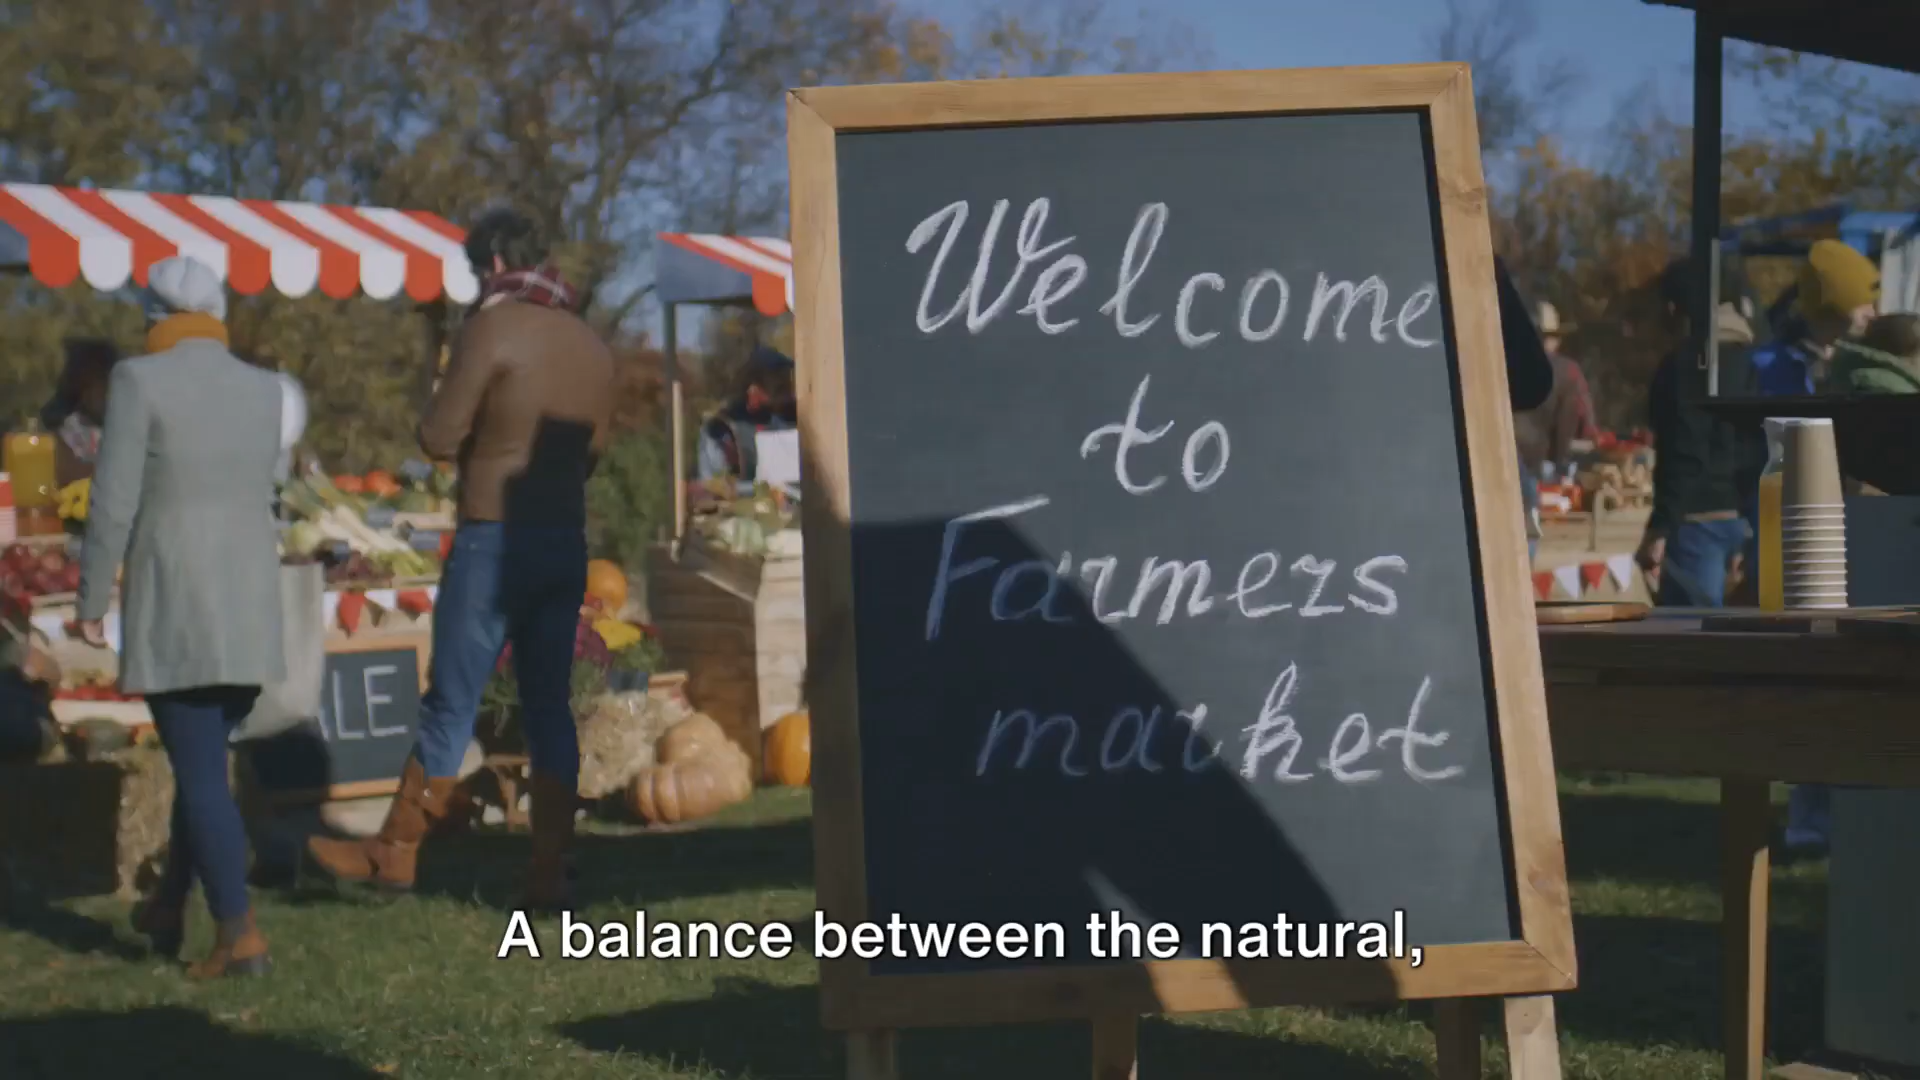 Welcome
to
Farmers
market
ALE
A balance between the natural,